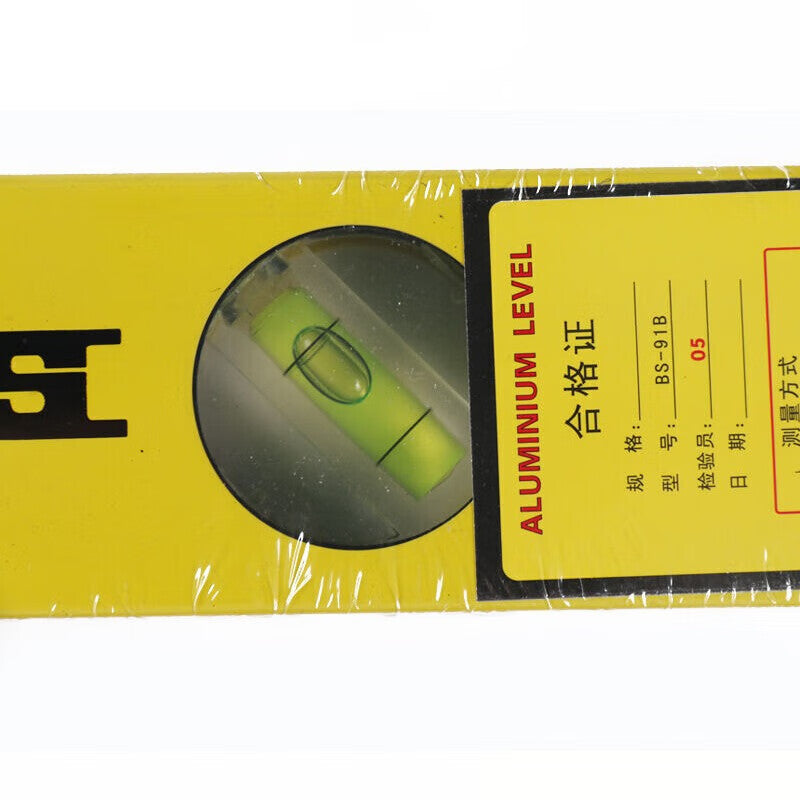 S
ALUMINIUM LEVEL
合格证
规 格:
型 号: BS-91B
检验员: 05
日 期:
测量方式